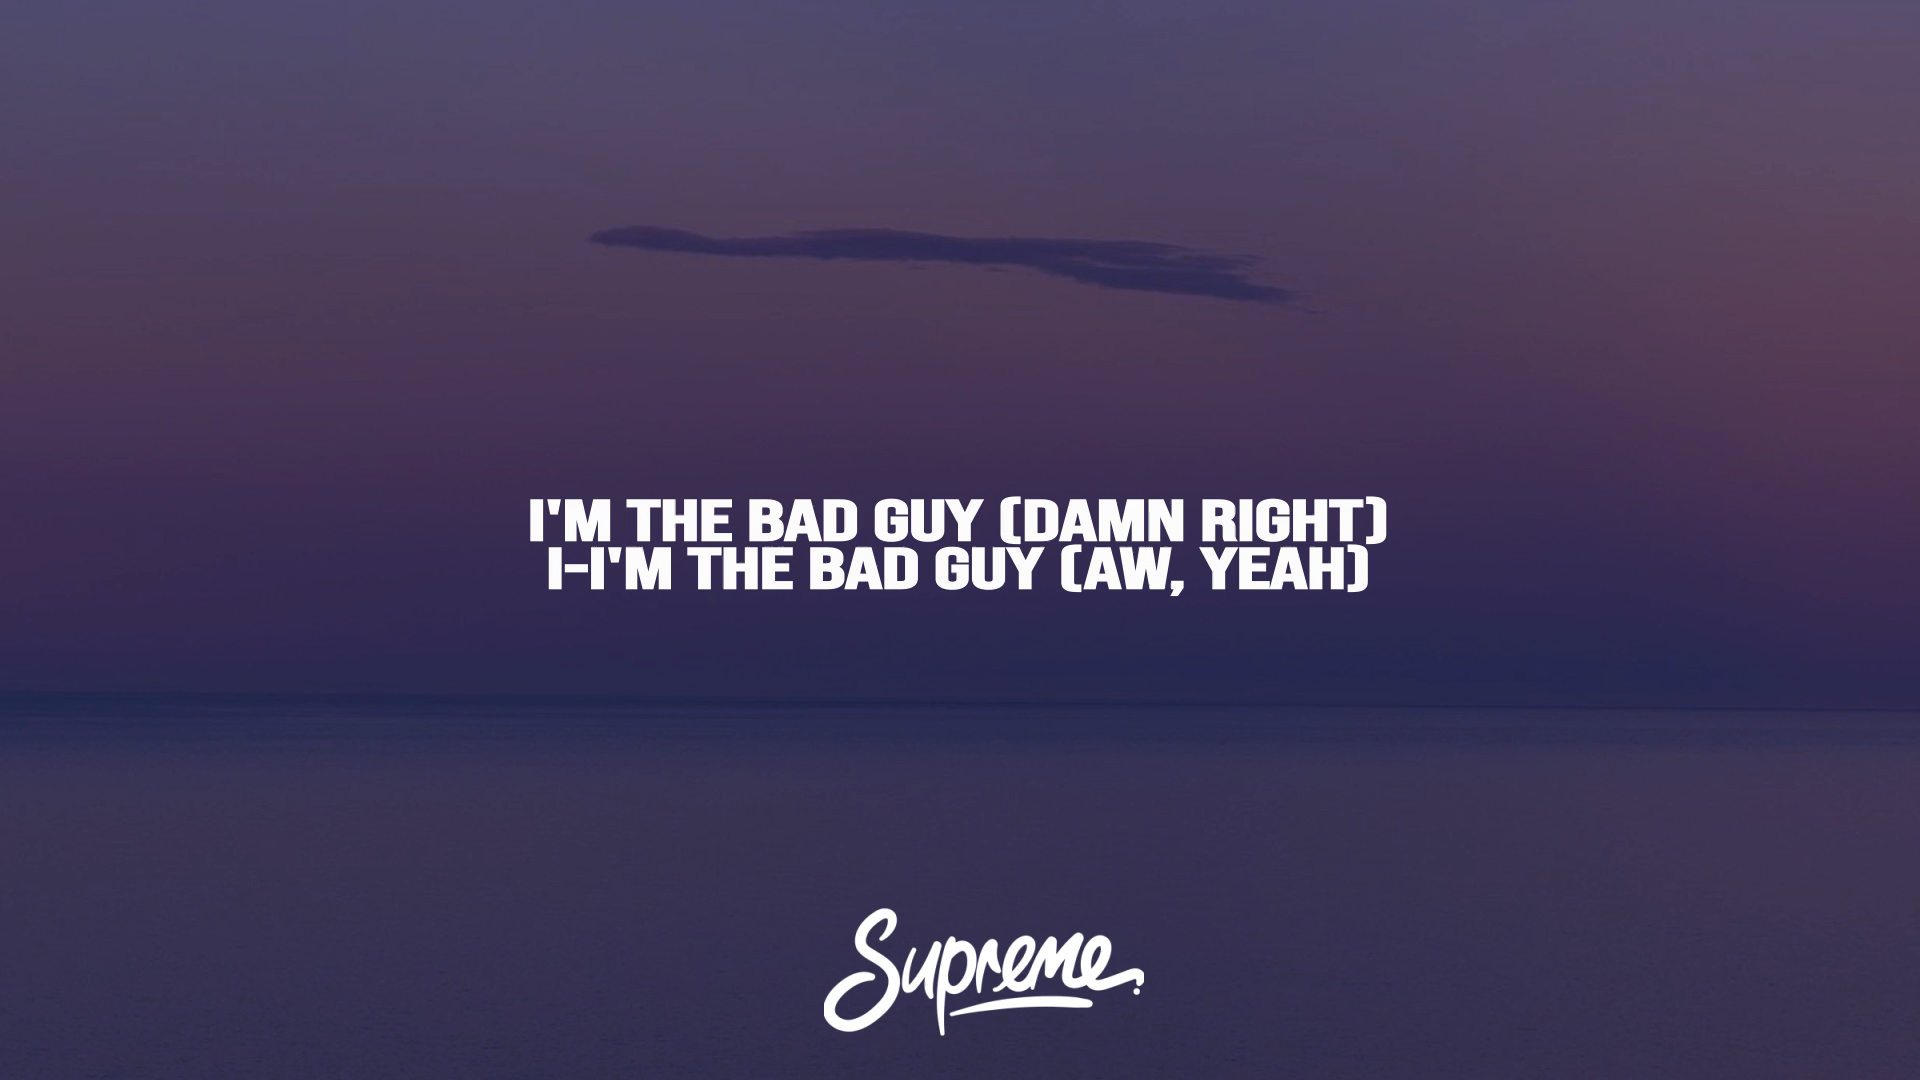 I'M THE BAD GUY (DAMN RIGHT)
I-I'M THE BAD GUY (AW, YEAH)
Supreme